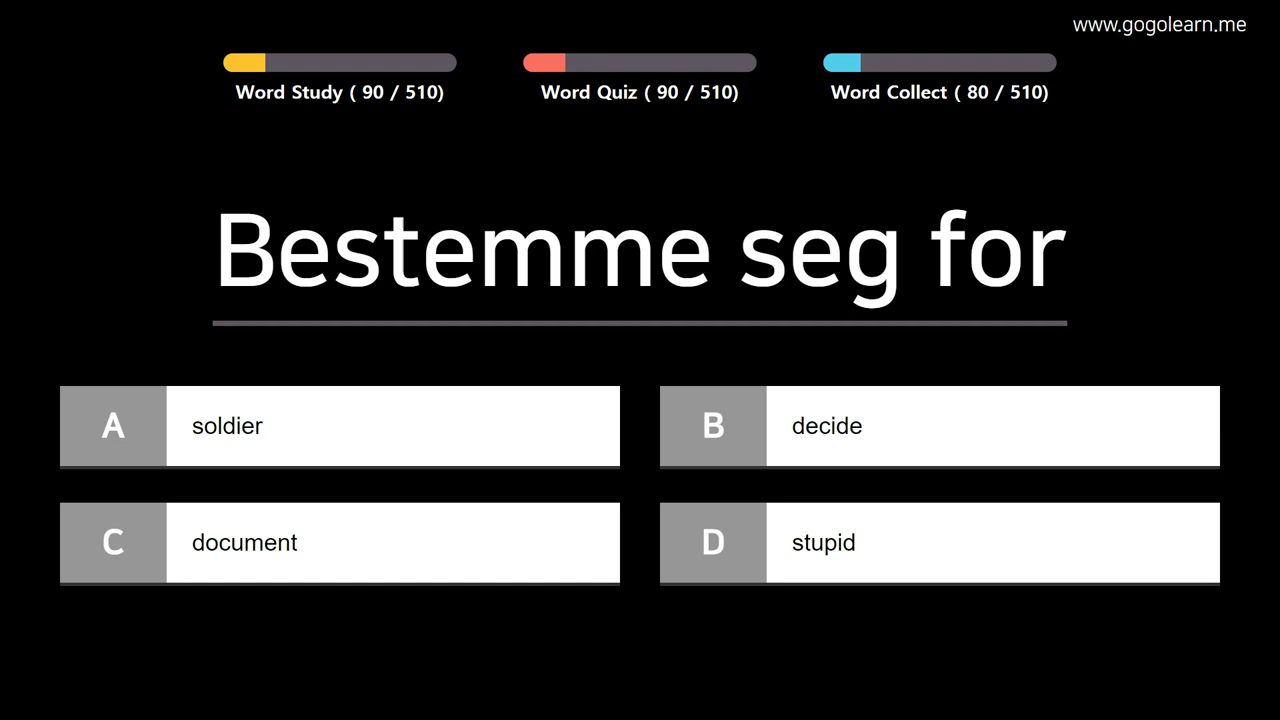 www.gogolearn.me
Word Study ( 90 / 510)
Word Quiz ( 90 / 510)
Word Collect ( 80 / 510)
Bestemme seg for
A soldier
B decide
C document
D stupid